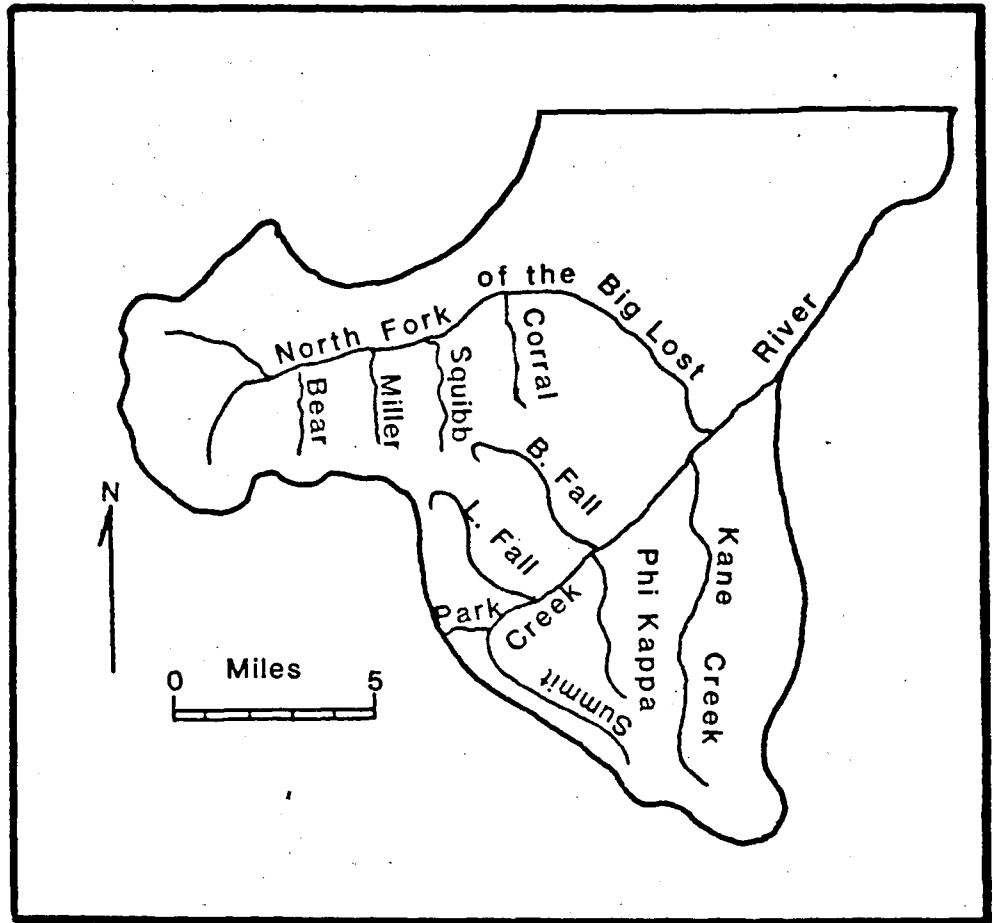 North Fork of the Big Lost River
Corral
Squibb
Miller
Bear
B. Fall
L. Fall
N
Kane Creek
Phi Kappa
Park
Summit Creek
Miles
0 5